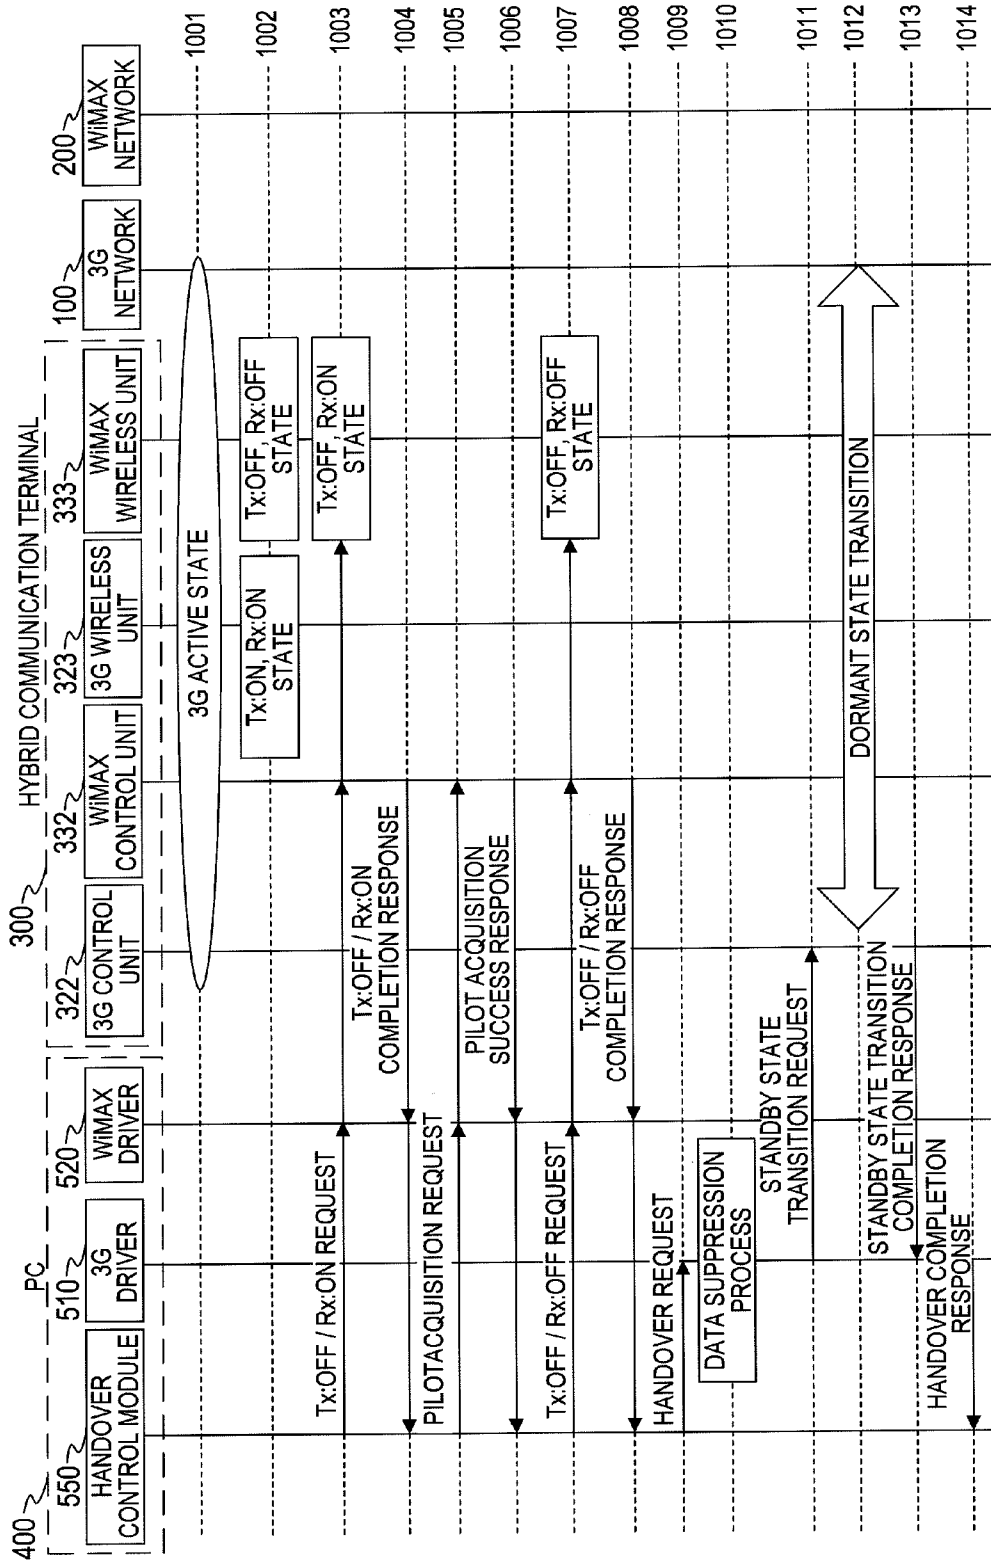 400
PC
300
HYBRID COMMUNICATION TERMINAL
550
HANDOVER
CONTROL MODULE
510
3G
DRIVER
520
WiMAX
DRIVER
322
3G CONTROL
UNIT
332
WiMAX
CONTROL UNIT
323
3G WIRELESS
UNIT
333
WiMAX
WIRELESS UNIT
100
3G
NETWORK
200
WiMAX
NETWORK
3G ACTIVE STATE
1001
Tx:ON, Rx:ON
STATE
Tx:OFF, Rx:OFF
STATE
1002
Tx:OFF / Rx:ON REQUEST
Tx:OFF, Rx:ON
STATE
1003
Tx:OFF / Rx:ON
COMPLETION RESPONSE
1004
PILOTACQUISITION REQUEST
1005
PILOT ACQUISITION
SUCCESS RESPONSE
1006
Tx:OFF / Rx:OFF REQUEST
Tx:OFF, Rx:OFF
STATE
1007
Tx:OFF / Rx:OFF
COMPLETION RESPONSE
1008
HANDOVER REQUEST
1009
DATA SUPPRESSION
PROCESS
1010
STANDBY STATE
TRANSITION REQUEST
1011
DORMANT STATE TRANSITION
1012
STANDBY STATE TRANSITION
COMPLETION RESPONSE
1013
HANDOVER COMPLETION
RESPONSE
1014